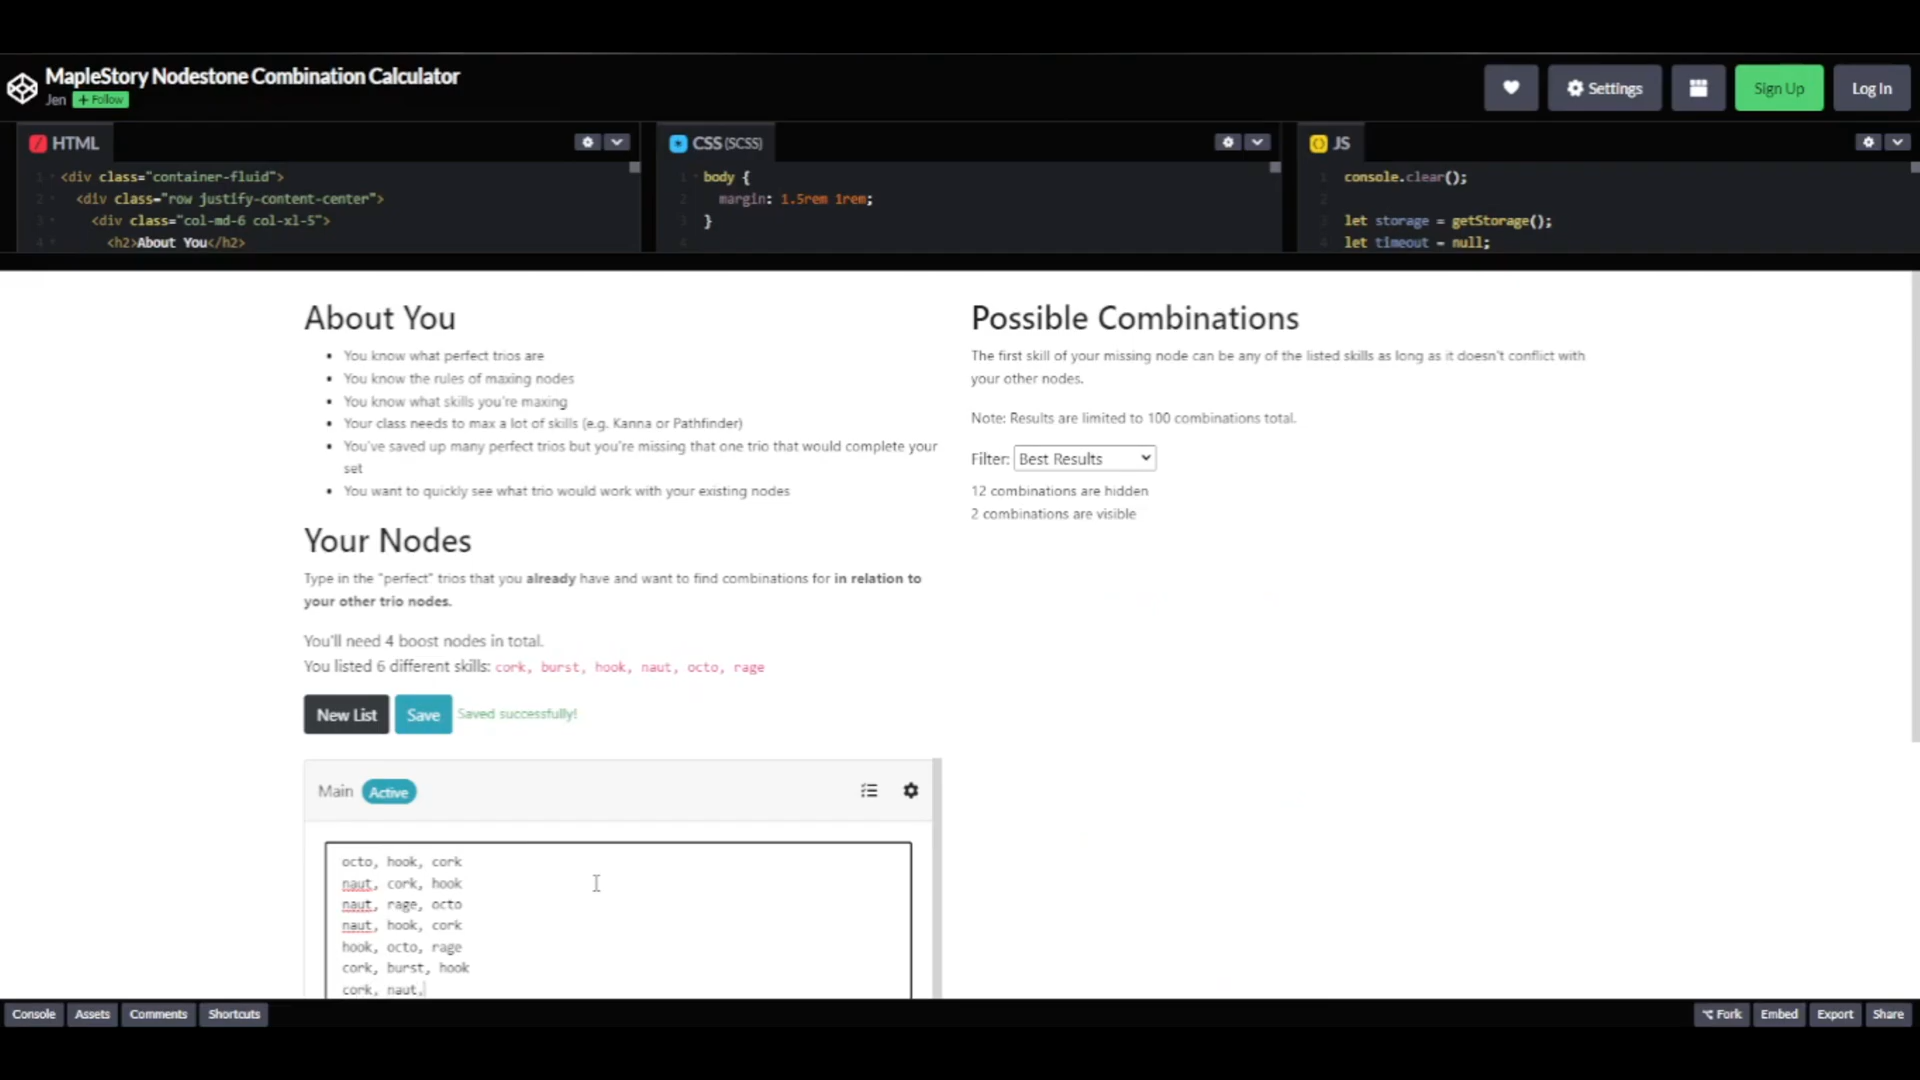 MapleStory Nodestone Combination Calculator
Jen + Follow
Settings
Sign Up
Log In
HTML
CSS (SCSS)
JS
1 <div class="container-fluid">
2 <div class="row justify-content-center">
3 <div class="col-md-6 col-xl-5">
4 <h2>About You</h2>
1 body {
2 margin: 1.5rem 1rem;
3 }
4
1 console.clear();
2
3 let storage = getStorage();
4 let timeout = null;
About You
• You know what perfect trios are
• You know the rules of maxing nodes
• You know what skills you're maxing
• Your class needs to max a lot of skills (e.g. Kanna or Pathfinder)
• You've saved up many perfect trios but you're missing that one trio that would complete your
set
• You want to quickly see what trio would work with your existing nodes
Your Nodes
Type in the "perfect" trios that you already have and want to find combinations for in relation to
your other trio nodes.
You'll need 4 boost nodes in total.
You listed 6 different skills: cork, burst, hook, naut, octo, rage
New List
Save
Saved successfully!
Main Active
octo, hook, cork
naut, cork, hook
naut, rage, octo
naut, hook, cork
hook, octo, rage
cork, burst, hook
cork, naut,
Possible Combinations
The first skill of your missing node can be any of the listed skills as long as it doesn't conflict with
your other nodes.
Note: Results are limited to 100 combinations total.
Filter: Best Results
12 combinations are hidden
2 combinations are visible
Console
Assets
Comments
Shortcuts
Fork
Embed
Export
Share